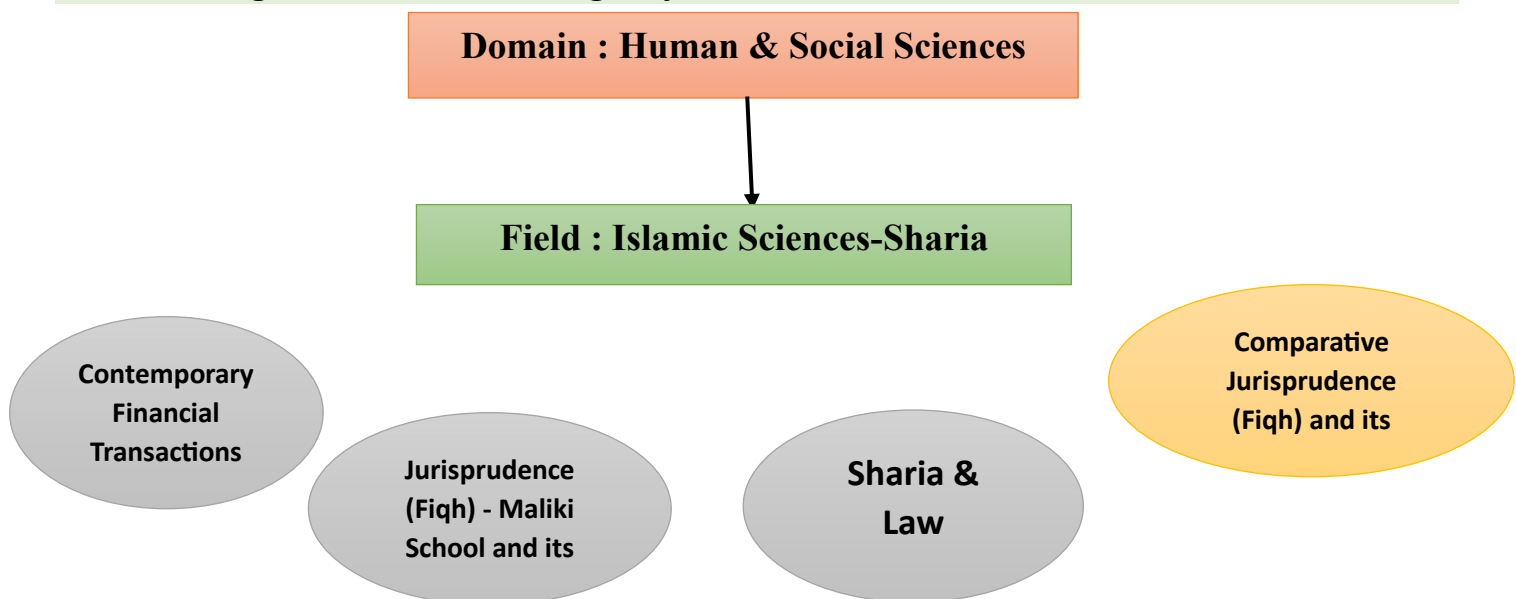 Domain : Human & Social Sciences
Field : Islamic Sciences-Sharia
Contemporary
Financial
Transactions
Jurisprudence
(Fiqh) - Maliki
School and its
Sharia &
Law
Comparative
Jurisprudence
(Fiqh) and its